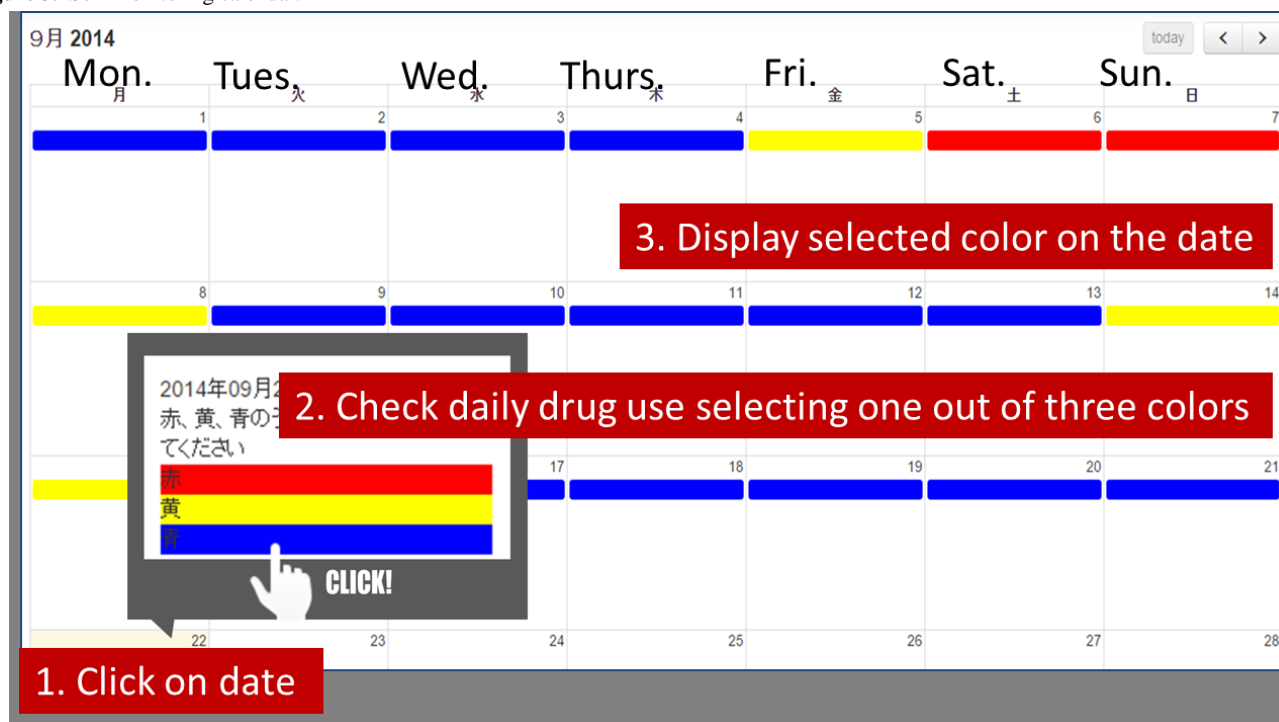 9月 2014
today < >
Mon. Tues. Wed. Thurs. Fri. Sat. Sun.
月 火 水 木 金 土 日
1 2 3 4 5 6 7
3. Display selected color on the date
8 9 10 11 12 13 14
2014年09月
赤、黄、青の
2. Check daily drug use selecting one out of three colors
てください
17 18 19 20 21
赤
黄
青
CLICK!
22 23 24 25 26 27 28
1. Click on date